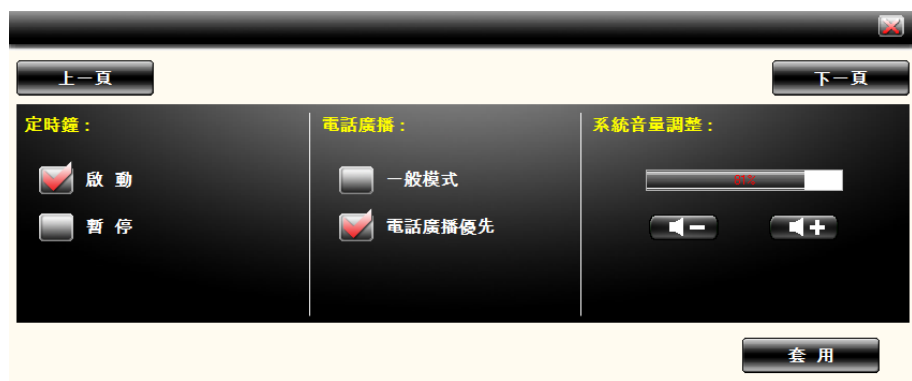 上一頁
下一頁
定時鐘：
啟 動
暫 停
電話廣播：
一般模式
電話廣播優先
系統音量調整：
81%
套 用